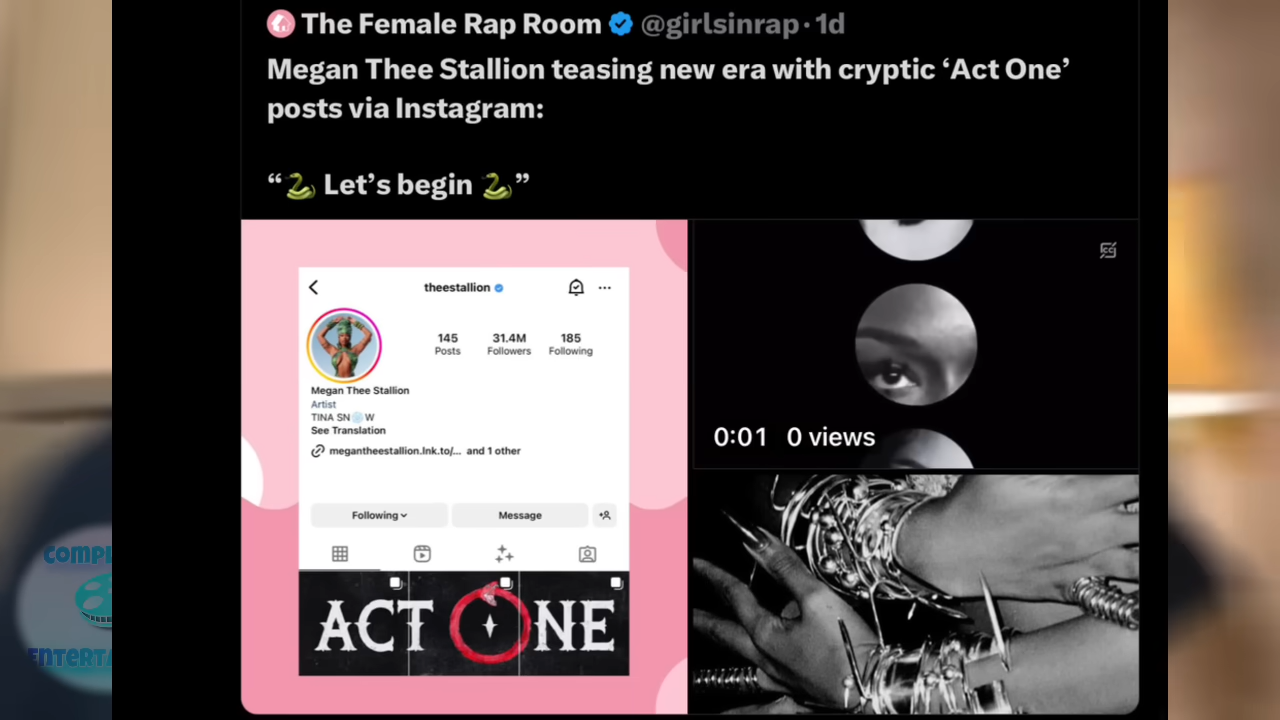 The Female Rap Room @girlsinrap · 1d
Megan Thee Stallion teasing new era with cryptic ‘Act One’
posts via Instagram:
“🐍 Let’s begin 🐍”
theestallion
145 31.4M 185
Posts Followers Following
Megan Thee Stallion
Artist
TINA SN❄️W
See Translation
megantheestallion.lnk.to/... and 1 other
Following Message
ACT ONE
0:01 0 views